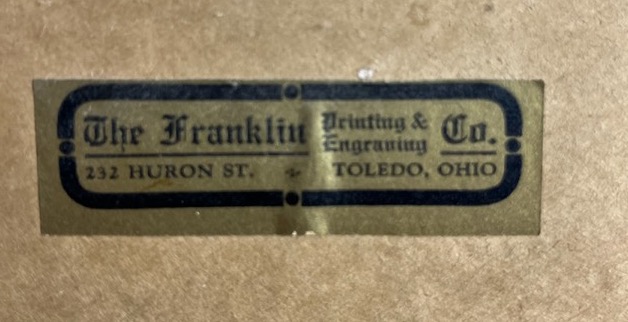 The Franklin Printing & Engraving Co.
232 HURON ST. ~ TOLEDO, OHIO